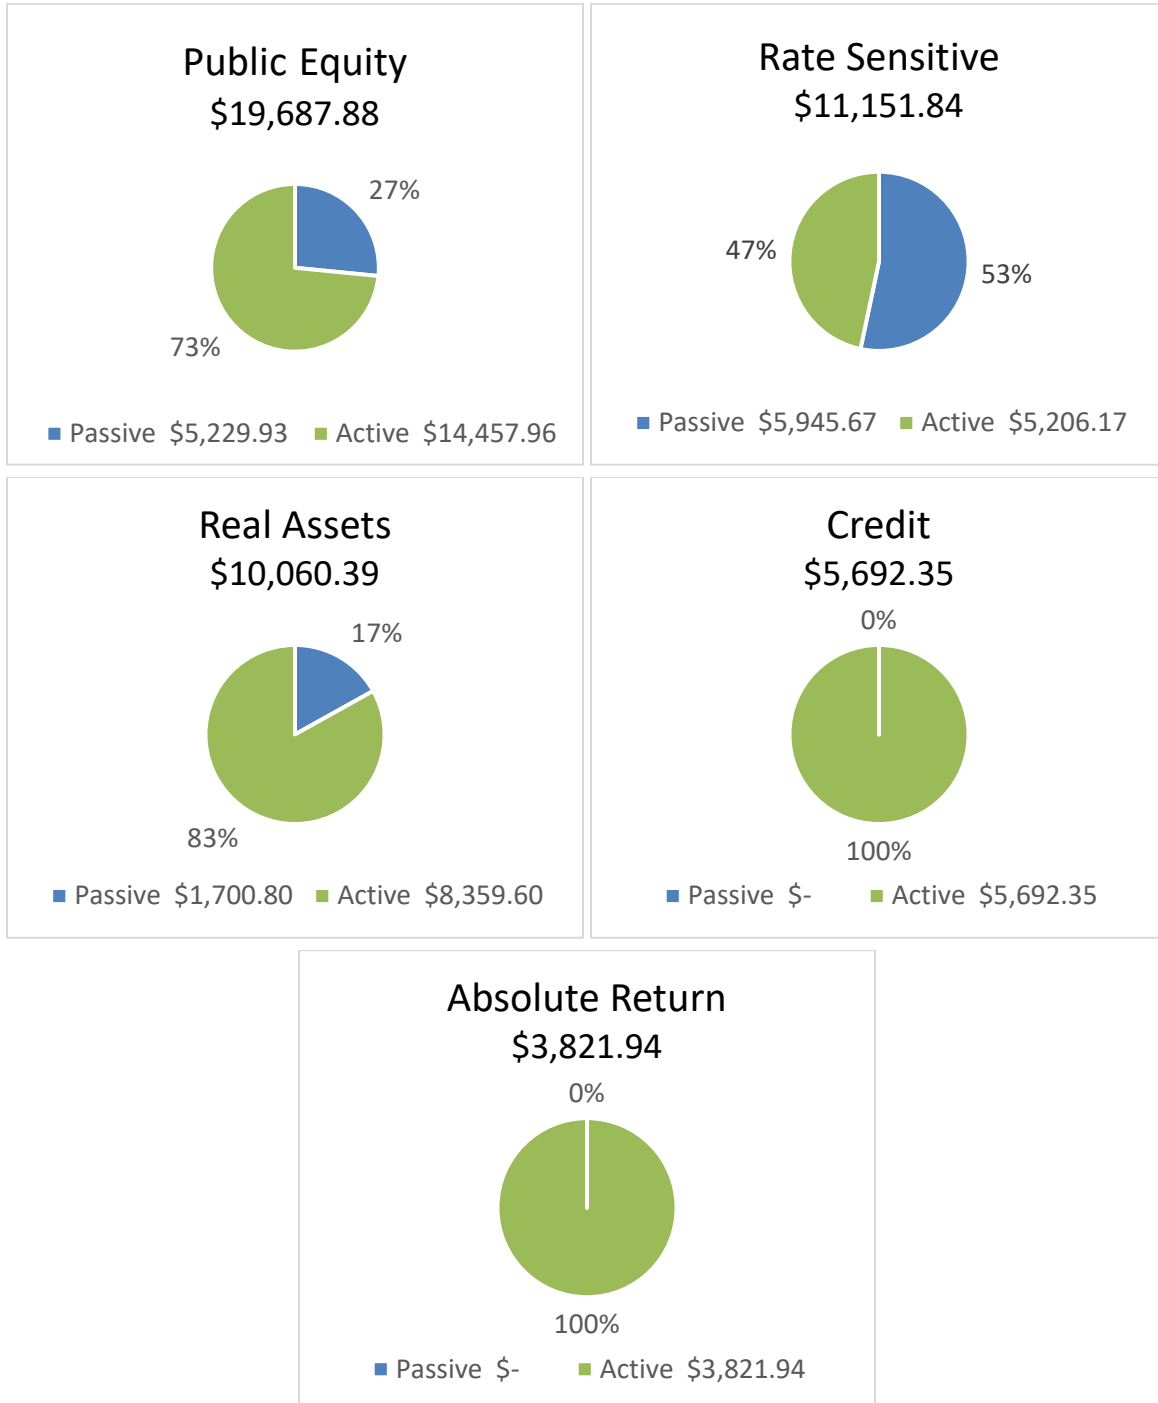 Public Equity
$19,687.88
27%
73%
Passive $5,229.93 Active $14,457.96
Rate Sensitive
$11,151.84
47%
53%
Passive $5,945.67 Active $5,206.17
Real Assets
$10,060.39
17%
83%
Passive $1,700.80 Active $8,359.60
Credit
$5,692.35
0%
100%
Passive $- Active $5,692.35
Absolute Return
$3,821.94
0%
100%
Passive $- Active $3,821.94